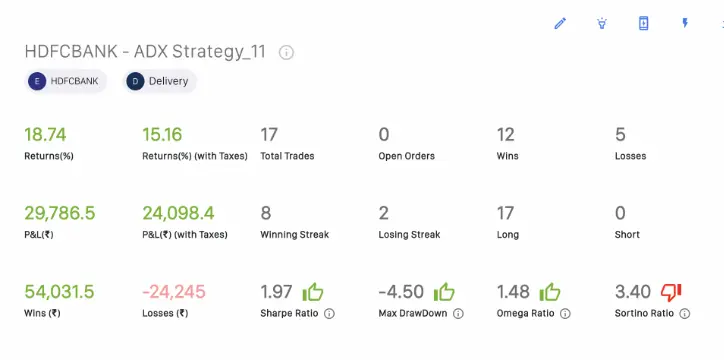 HDFCBANK - ADX Strategy_11
E HDFCBANK D Delivery
18.74 15.16 17 0 12 5
Returns(%) Returns(%) (with Taxes) Total Trades Open Orders Wins Losses
29,786.5 24,098.4 8 2 17 0
P&L(₹) P&L(₹) (with Taxes) Winning Streak Losing Streak Long Short
54,031.5 -24,245 1.97 -4.50 1.48 3.40
Wins (₹) Losses (₹) Sharpe Ratio Max DrawDown Omega Ratio Sortino Ratio